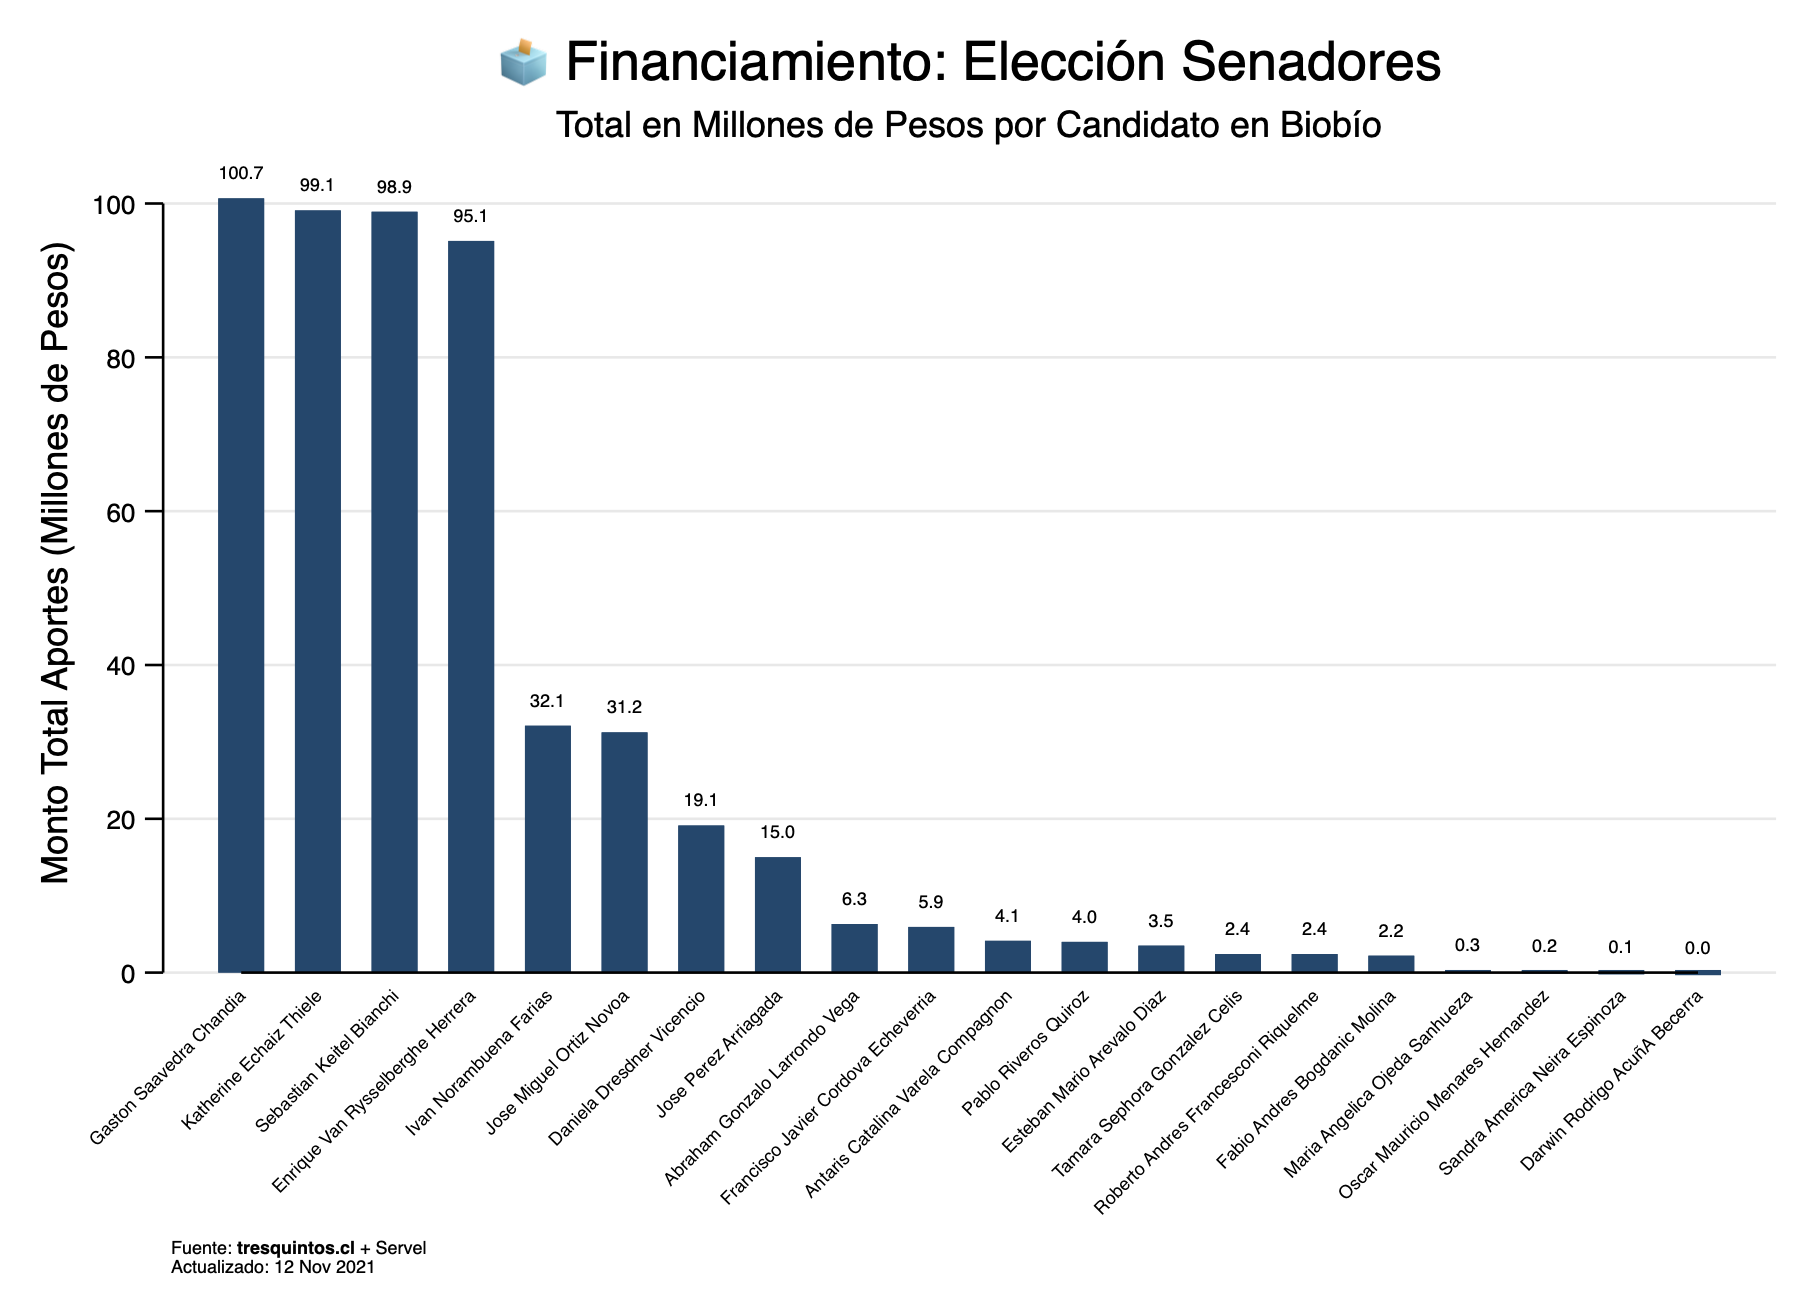 Financiamiento: Elección Senadores
Total en Millones de Pesos por Candidato en Biobío
Monto Total Aportes (Millones de Pesos)
100
80
60
40
20
0
100.7
99.1
98.9
95.1
32.1
31.2
19.1
15.0
6.3
5.9
4.1
4.0
3.5
2.4
2.4
2.2
0.3
0.2
0.1
0.0
Gaston Saavedra Chandia
Katherine Echaiz Thiele
Sebastian Keitel Bianchi
Enrique Van Rysselberghe Herrera
Ivan Norambuena Farias
Jose Miguel Ortiz Novoa
Daniela Dresdner Vicencio
Jose Perez Arriagada
Abraham Gonzalo Larrondo Vega
Francisco Javier Cordova Echeverria
Antaris Catalina Varela Compagnon
Pablo Riveros Quiroz
Esteban Mario Arevalo Diaz
Tamara Sephora Gonzalez Celis
Roberto Andres Francesconi Riquelme
Fabio Andres Bogdanic Molina
Maria Angelica Ojeda Sanhueza
Oscar Mauricio Menares Hernandez
Sandra America Neira Espinoza
Darwin Rodrigo AcuñA Becerra
Fuente: tresquintos.cl + Servel
Actualizado: 12 Nov 2021